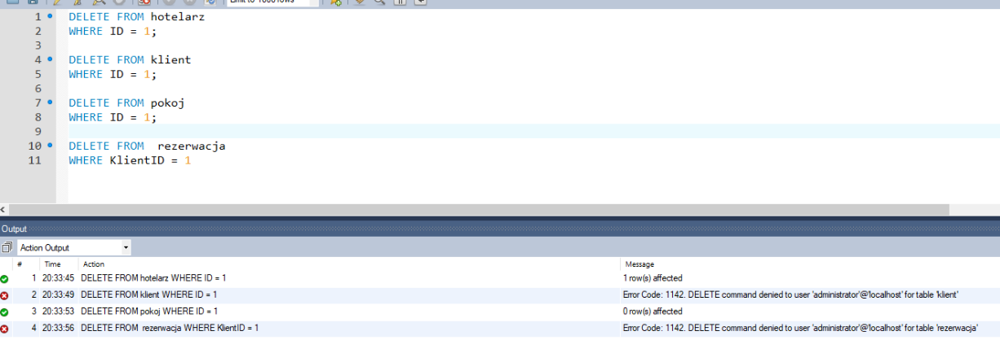 Limit to 1000 rows
1 DELETE FROM hotelarz
2 WHERE ID = 1;
3
4 DELETE FROM klient
5 WHERE ID = 1;
6
7 DELETE FROM pokoj
8 WHERE ID = 1;
9
10 DELETE FROM  rezerwacja
11 WHERE KlientID = 1
Output
Action Output
# Time Action Message
1 20:33:45 DELETE FROM hotelarz WHERE ID = 1 1 row(s) affected
2 20:33:49 DELETE FROM klient WHERE ID = 1 Error Code: 1142. DELETE command denied to user 'administrator'@'localhost' for table 'klient'
3 20:33:53 DELETE FROM pokoj WHERE ID = 1 0 row(s) affected
4 20:33:56 DELETE FROM  rezerwacja WHERE KlientID = 1 Error Code: 1142. DELETE command denied to user 'administrator'@'localhost' for table 'rezerwacja'